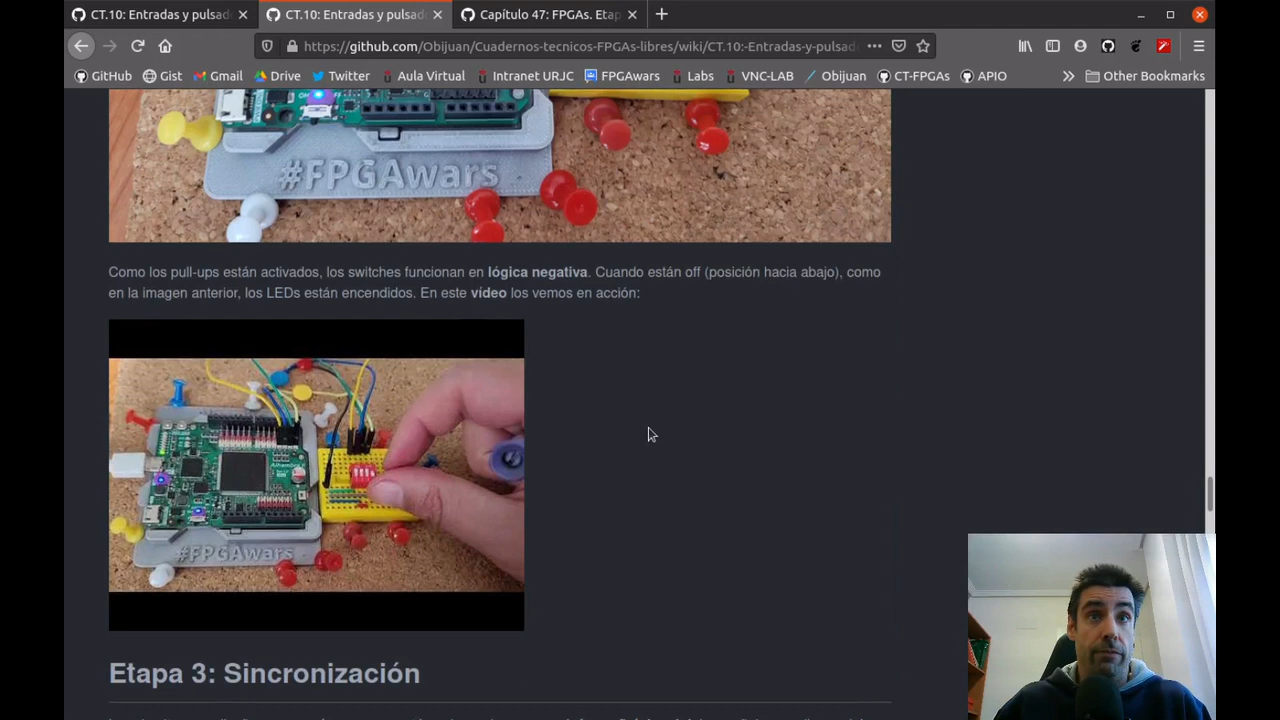 CT.10: Entradas y pulsad
CT.10: Entradas y pulsad
Capítulo 47: FPGAs. Etap
https://github.com/Obijuan/Cuadernos-tecnicos-FPGAs-libres/wiki/CT.10:-Entradas-y-pulsad
GitHub Gist Gmail Drive Twitter Aula Virtual Intranet URJC FPGAwars Labs VNC-LAB Obijuan CT-FPGAs APIO Other Bookmarks
#FPGAwars
Como los pull-ups están activados, los switches funcionan en lógica negativa. Cuando están off (posición hacia abajo), como
en la imagen anterior, los LEDs están encendidos. En este vídeo los vemos en acción:
#FPGAwars
Etapa 3: Sincronización